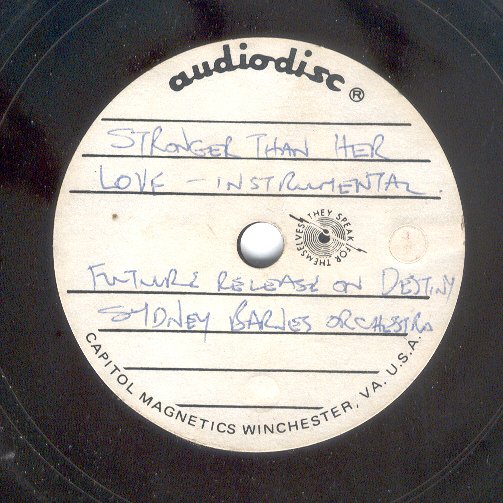 audiodisc ®
STRONGER THAN HER
LOVE – INSTRUMENTAL.
THEY SPEAK FOR THEMSELVES
FUTURE RELEASE ON DESTINY
SYDNEY BARNES ORCHESTRA
CAPITOL MAGNETICS WINCHESTER, VA. U.S.A.